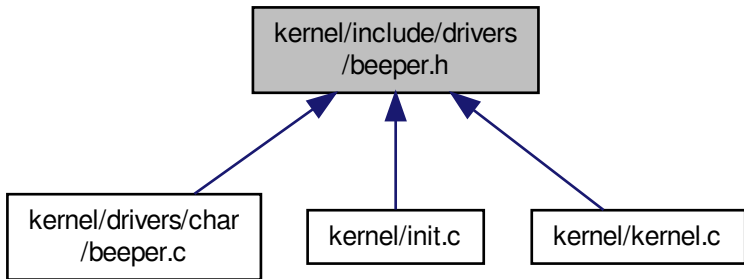 kernel/include/drivers
/beeper.h
kernel/drivers/char
/beeper.c
kernel/init.c
kernel/kernel.c